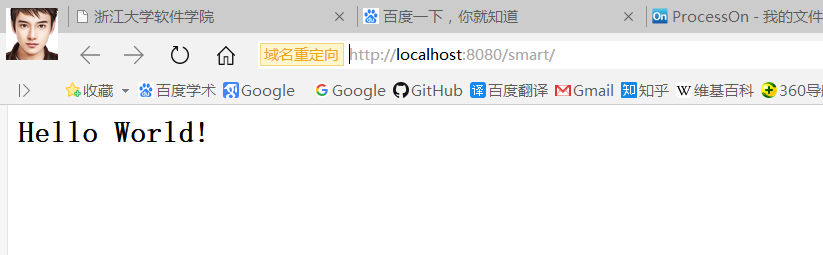 浙江大学软件学院 百度一下，你就知道 ProcessOn - 我的文件
域名重定向 http://localhost:8080/smart/
收藏 百度学术 Google Google GitHub 百度翻译 Gmail 知乎 维基百科 360导
Hello World!